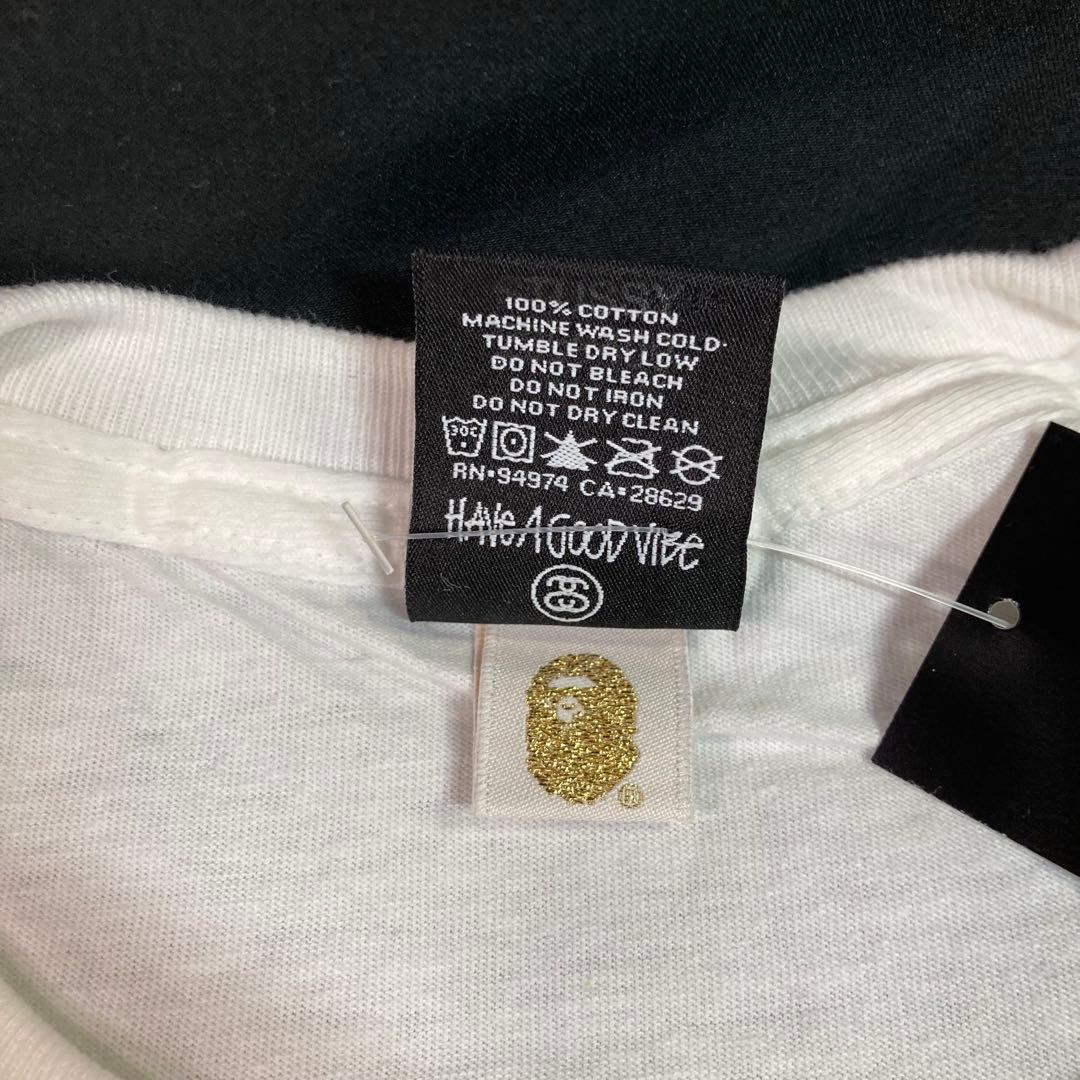 100% COTTON
MACHINE WASH COLD
TUMBLE DRY LOW
DO NOT BLEACH
DO NOT IRON
DO NOT DRY CLEAN
30C
RN•94974 CA•28629
HAVE A GOOD VIBE